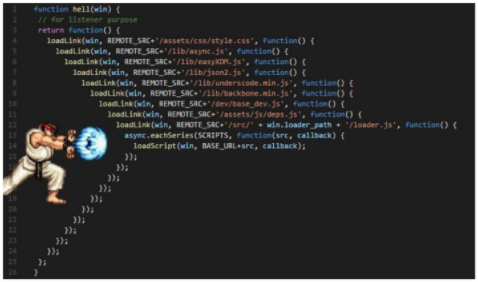 1 function hell(win) {
2 // for listener purpose
3 return function() {
4 loadLink(win, REMOTE_SRC+'/assets/css/style.css', function() {
5 loadLink(win, REMOTE_SRC+'/lib/async.js', function() {
6 loadLink(win, REMOTE_SRC+'/lib/easyXDM.js', function() {
7 loadLink(win, REMOTE_SRC+'/lib/json2.js', function() {
8 loadLink(win, REMOTE_SRC+'/lib/underscode.min.js', function() {
9 loadLink(win, REMOTE_SRC+'/lib/backbone.min.js', function() {
10 loadLink(win, REMOTE_SRC+'/dev/base_dev.js', function() {
11 loadLink(win, REMOTE_SRC+'/assets/js/deps.js', function() {
12 loadLink(win, REMOTE_SRC+'/src/' + win.loader_path + '/loader.js', function() {
13 async.eachSeries(SCRIPTS, function(src, callback) {
14 loadScript(win, BASE_URL+src, callback);
15 });
16 });
17 });
18 });
19 });
20 });
21 });
22 });
23 });
24 });
25 };
26 }